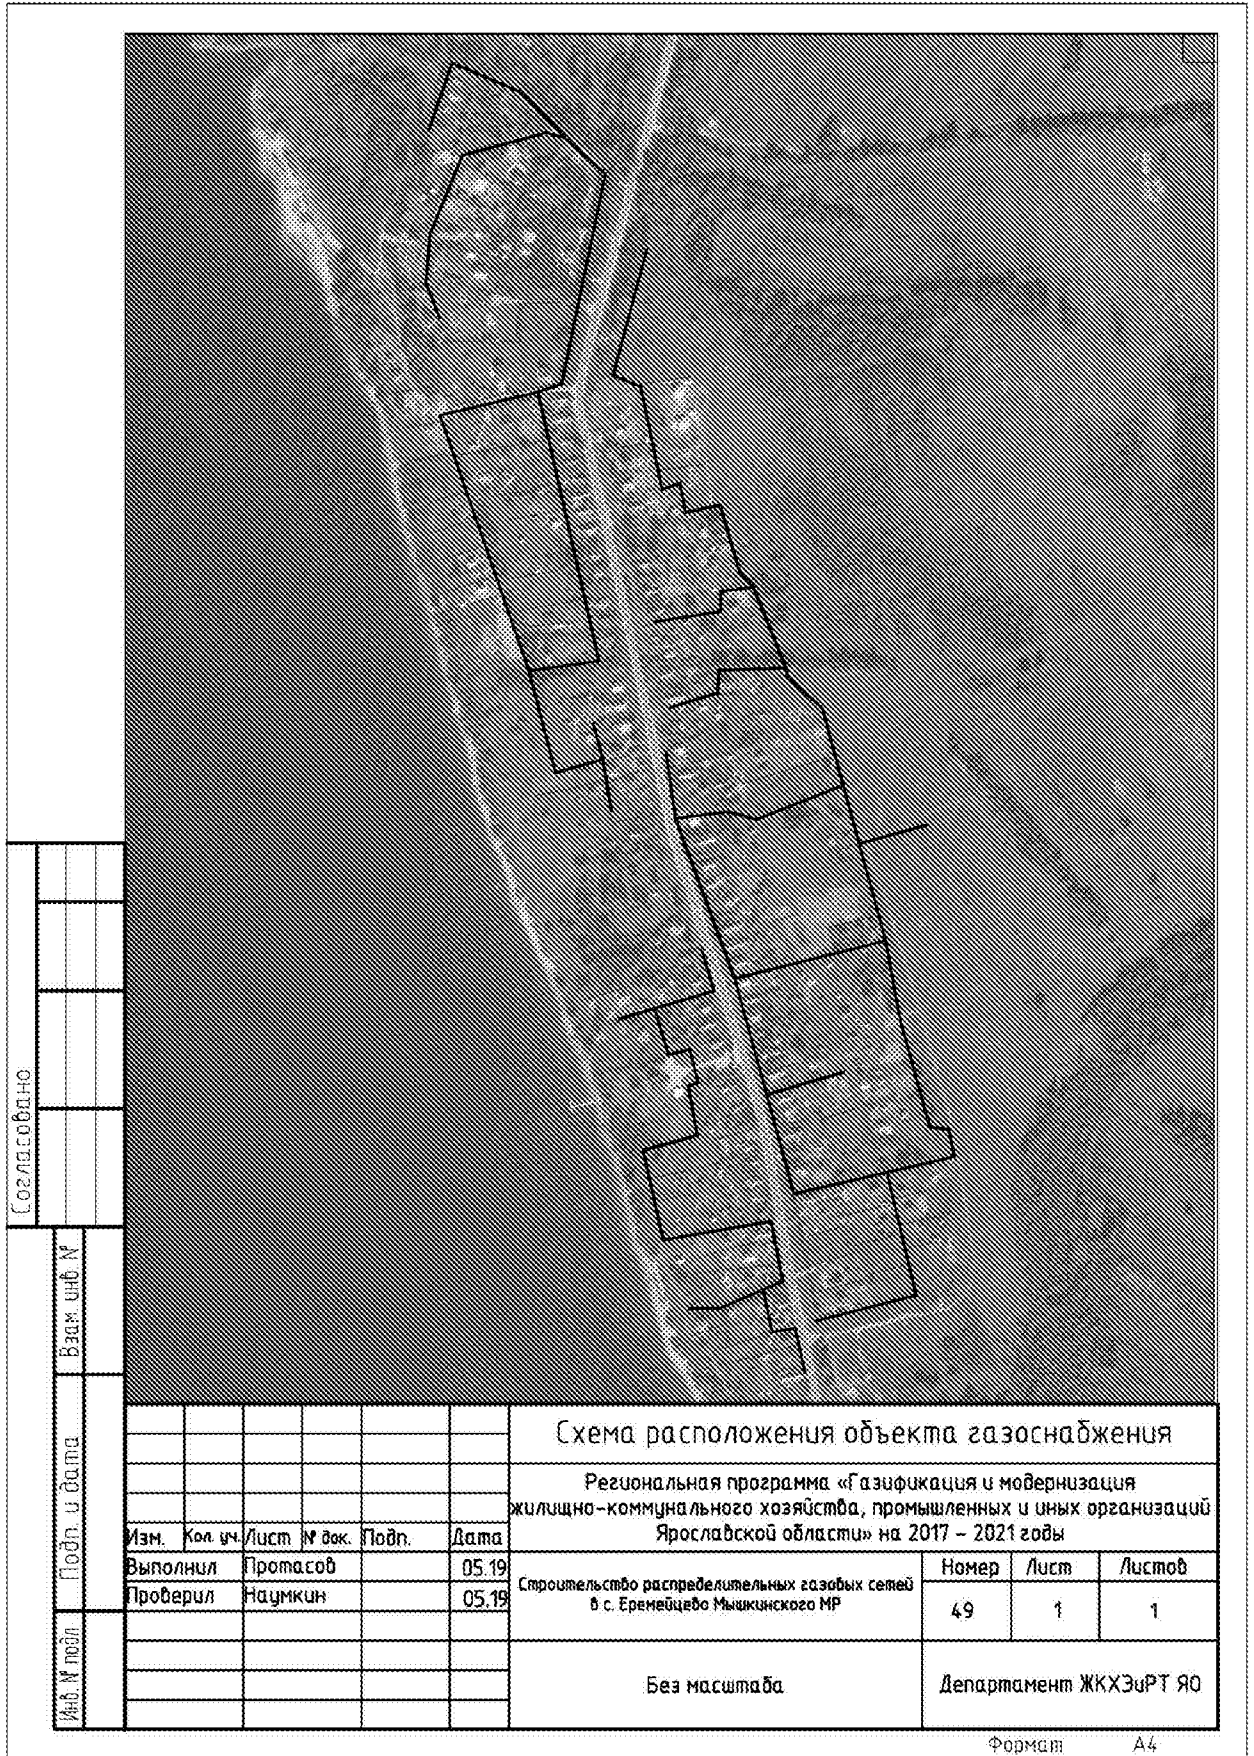 Согласовано
Взам. инв. №
Подп. и дата
Инв. № подл.
Схема расположения объекта газоснабжения
Региональная программа «Газификация и модернизация
жилищно-коммунального хозяйства, промышленных и иных организаций
Ярославской области» на 2017 – 2021 годы
Изм. Кол. уч. Лист № док. Подп. Дата
Выполнил Протасов 05.19
Проверил Наумкин 05.19
Строительство распределительных газовых сетей
в с. Еремейцево Мышкинского МР
Номер Лист Листов
49 1 1
Без масштаба
Департамент ЖКХЭиРТ ЯО
Формат А4